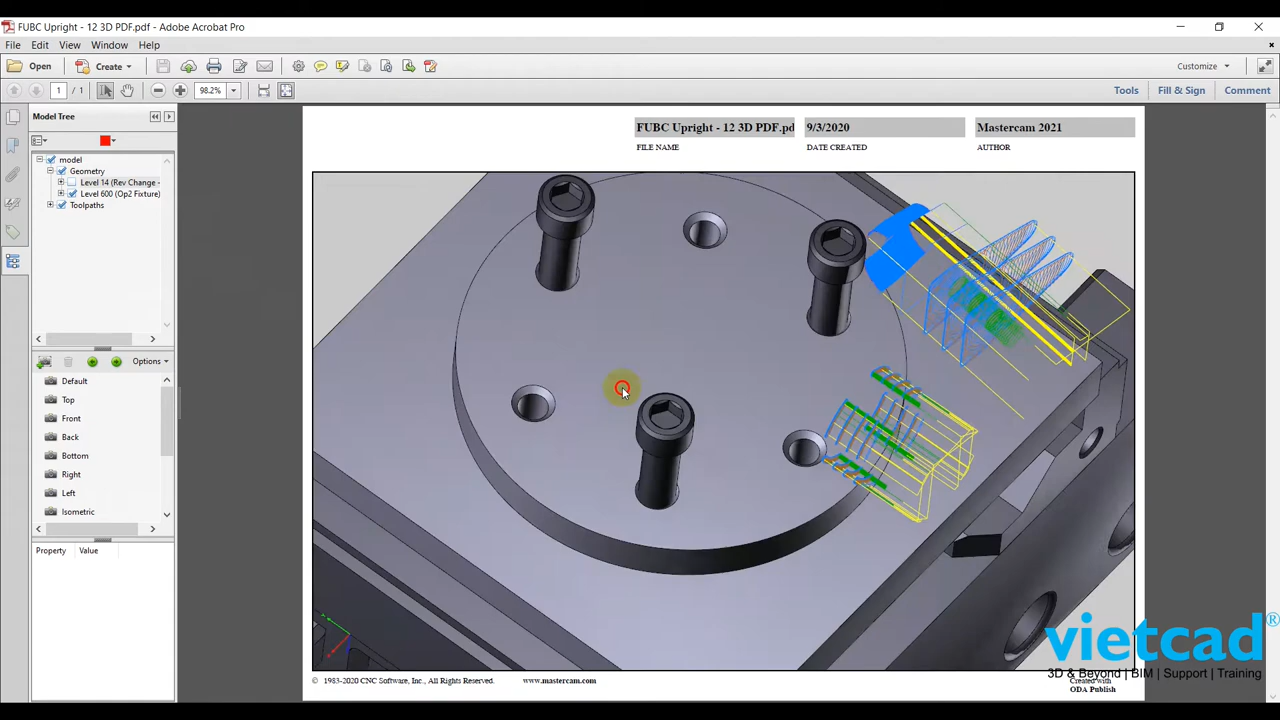 FUBC Upright - 12 3D PDF.pdf - Adobe Acrobat Pro
File Edit View Window Help
Open Create Customize
1 / 1 98.2% Tools Fill & Sign Comment
Model Tree
model
Geometry
Level 14 (Rev Change -
Level 600 (Op2 Fixture)
Toolpaths
Options
Default
Top
Front
Back
Bottom
Right
Left
Isometric
Property Value
FUBC Upright - 12 3D PDF.pd 9/3/2020 Mastercam 2021
FILE NAME DATE CREATED AUTHOR
© 1983-2020 CNC Software, Inc., All Rights Reserved. www.mastercam.com
Created with
ODA Publish
vietcad®
3D & Beyond | BIM | Support | Training